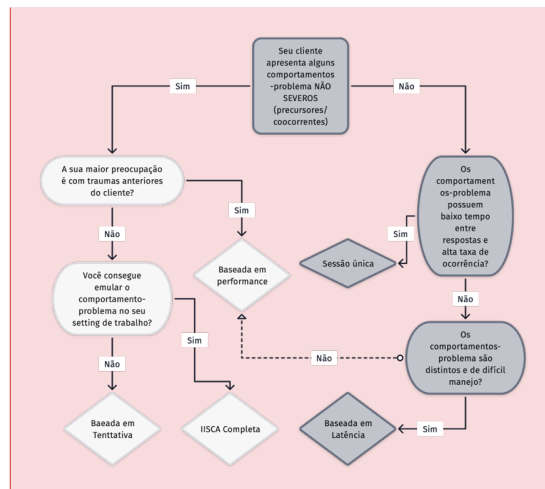 Seu cliente
apresenta alguns
comportamentos
-problema NÃO
SEVEROS
(precursores/
coocorrentes)
Sim
Não
A sua maior preocupação
é com traumas anteriores
do cliente?
Os
comportament
os-problema
possuem
baixo tempo
entre
respostas e
alta taxa de
ocorrência?
Sim
Não
Sim
Baseada em
performance
Sessão única
Você consegue
emular o
comportamento-
problema no seu
setting de trabalho?
Não
Sim
Não
Os
comportamentos-
problema são
distintos e de difícil
manejo?
Não
Baeada em
Tenttativa
IISCA Completa
Baseada em
Latência
Sim